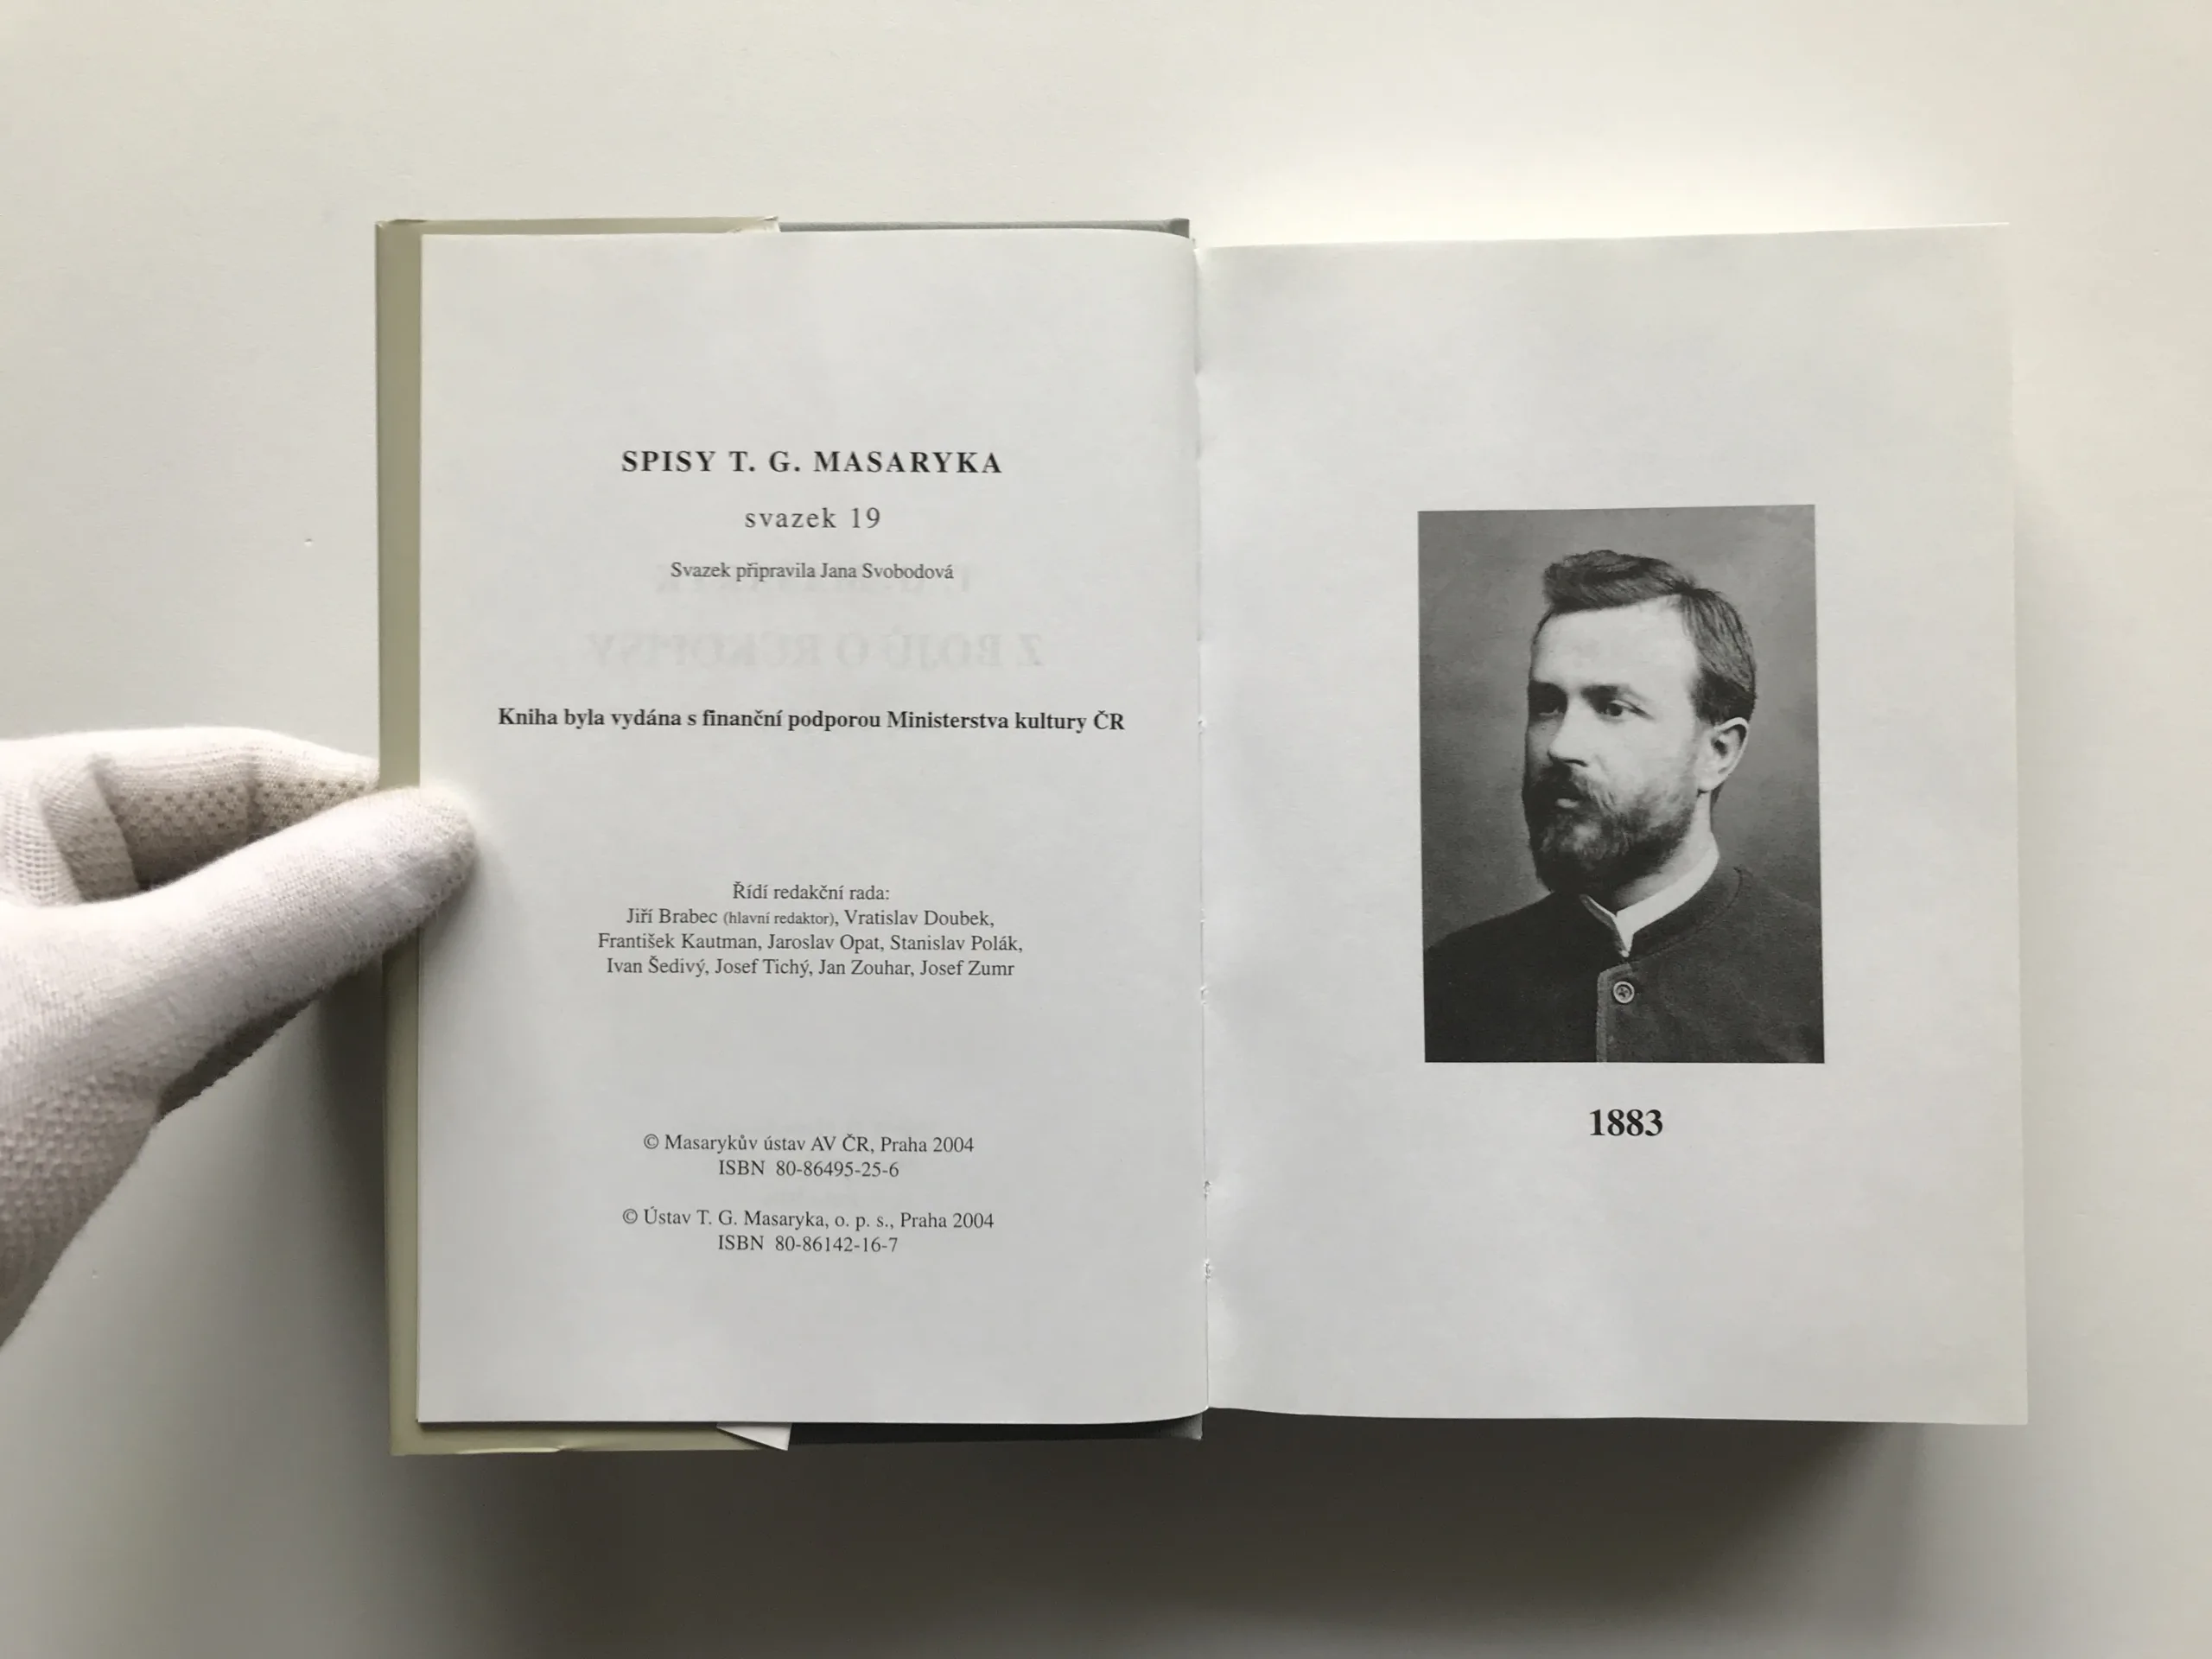 SPISY T. G. MASARYKA
svazek 19
Svazek připravila Jana Svobodová
Z BOJŮ O RUKOPISY
Kniha byla vydána s finanční podporou Ministerstva kultury ČR
Řídí redakční rada:
Jiří Brabec (hlavní redaktor), Vratislav Doubek,
František Kautman, Jaroslav Opat, Stanislav Polák,
Ivan Šedivý, Josef Tichý, Jan Zouhar, Josef Zumr
© Masarykův ústav AV ČR, Praha 2004
ISBN 80-86495-25-6
© Ústav T. G. Masaryka, o. p. s., Praha 2004
ISBN 80-86142-16-7
1883